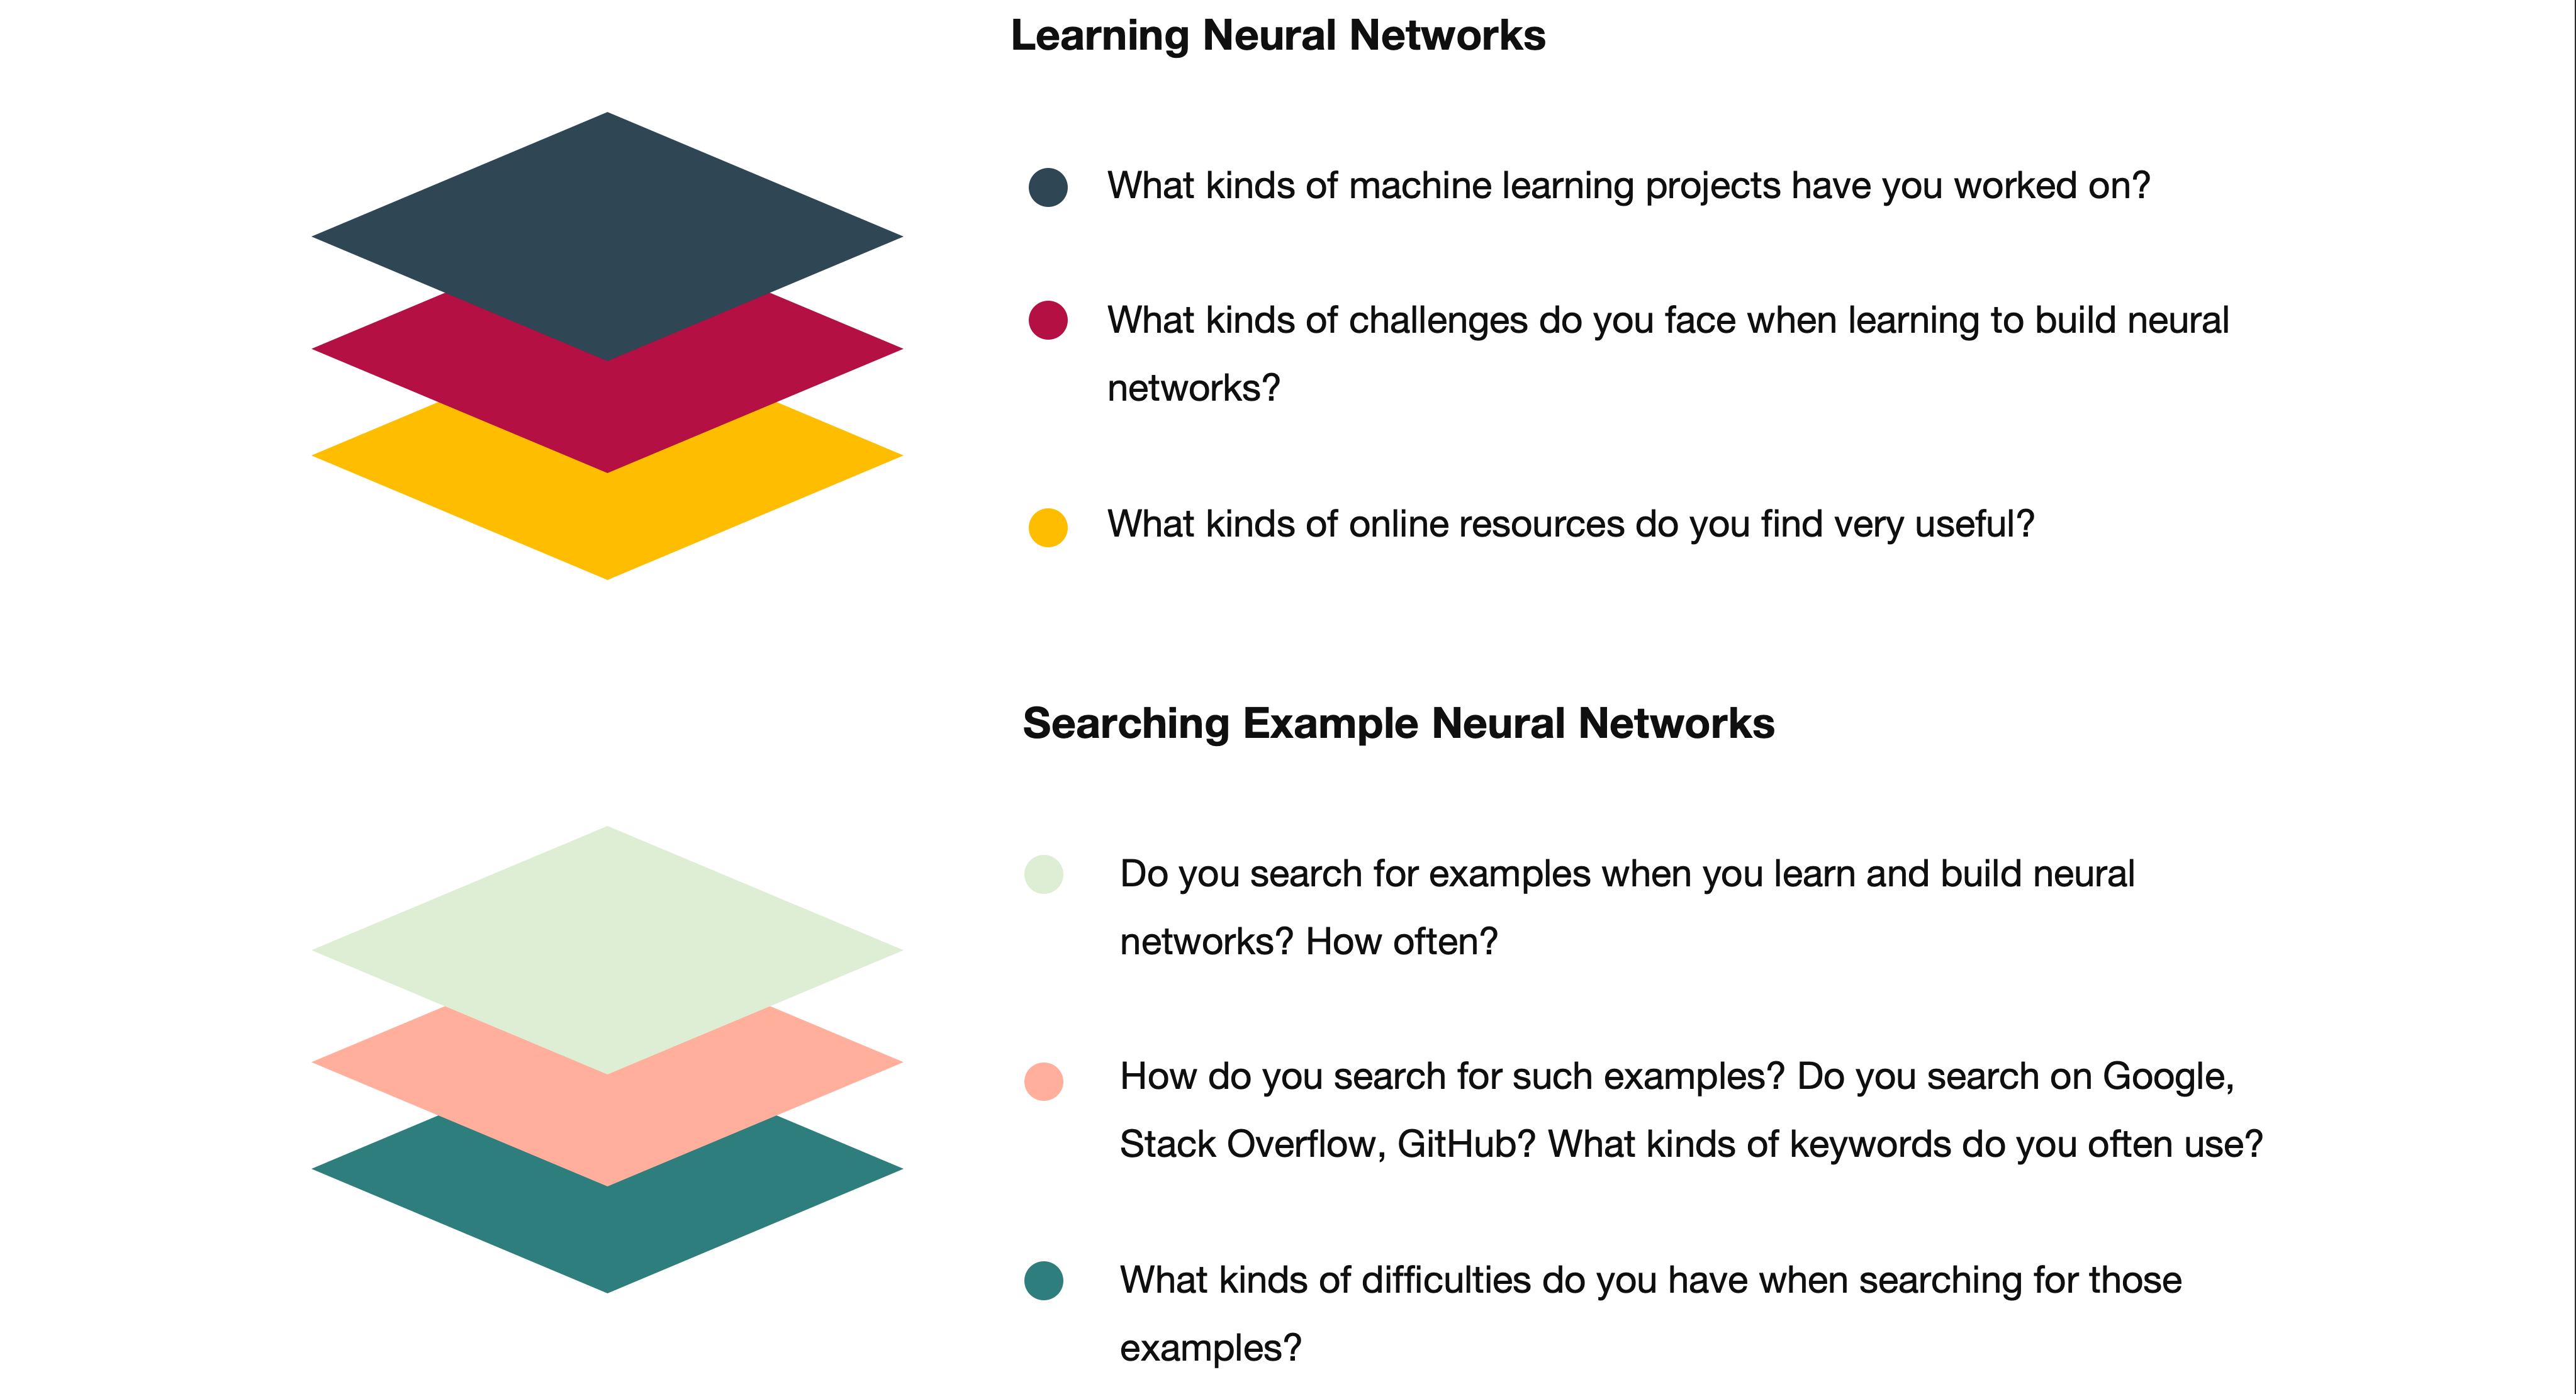 Learning Neural Networks
What kinds of machine learning projects have you worked on?
What kinds of challenges do you face when learning to build neural
networks?
What kinds of online resources do you find very useful?
Searching Example Neural Networks
Do you search for examples when you learn and build neural
networks? How often?
How do you search for such examples? Do you search on Google,
Stack Overflow, GitHub? What kinds of keywords do you often use?
What kinds of difficulties do you have when searching for those
examples?